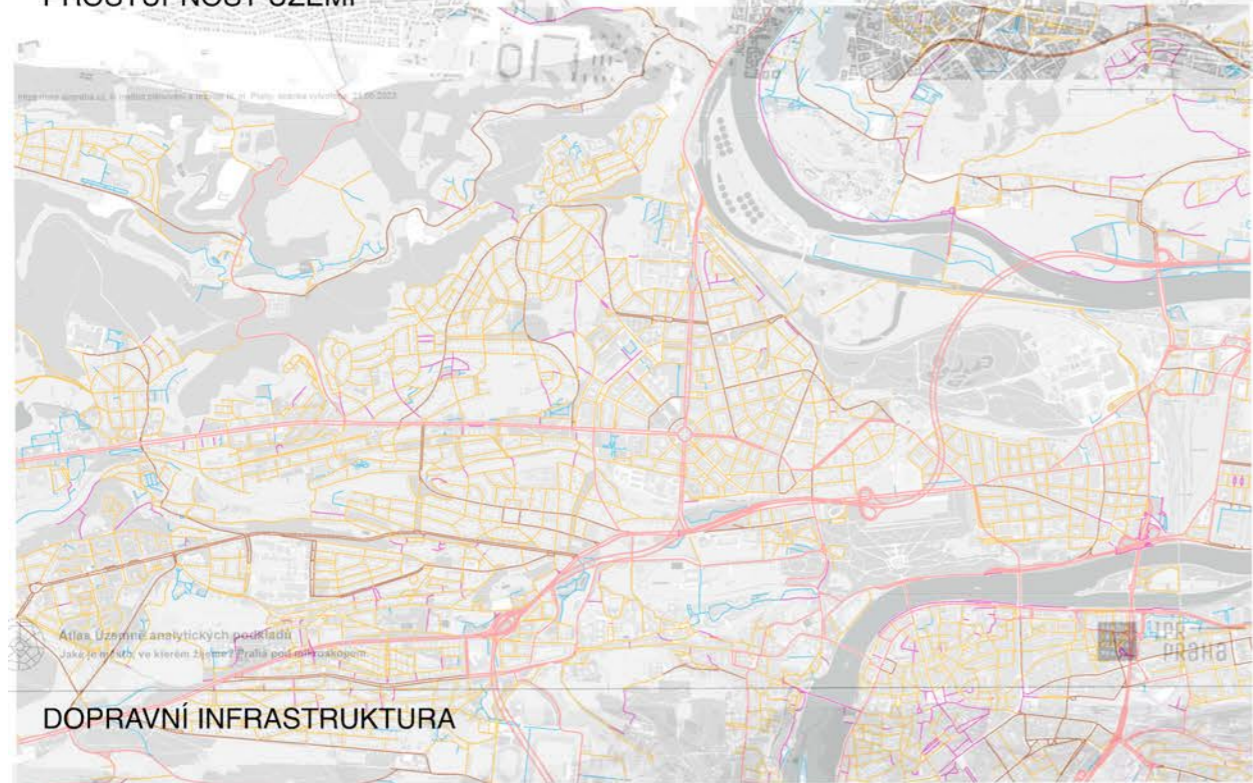 PROSTUPNOST ÚZEMÍ
Atlas Územně analytických podkladů
Jaké je město, ve kterém žijeme? Praha pod mikroskopem.
IPR
PRAHA
DOPRAVNÍ INFRASTRUKTURA